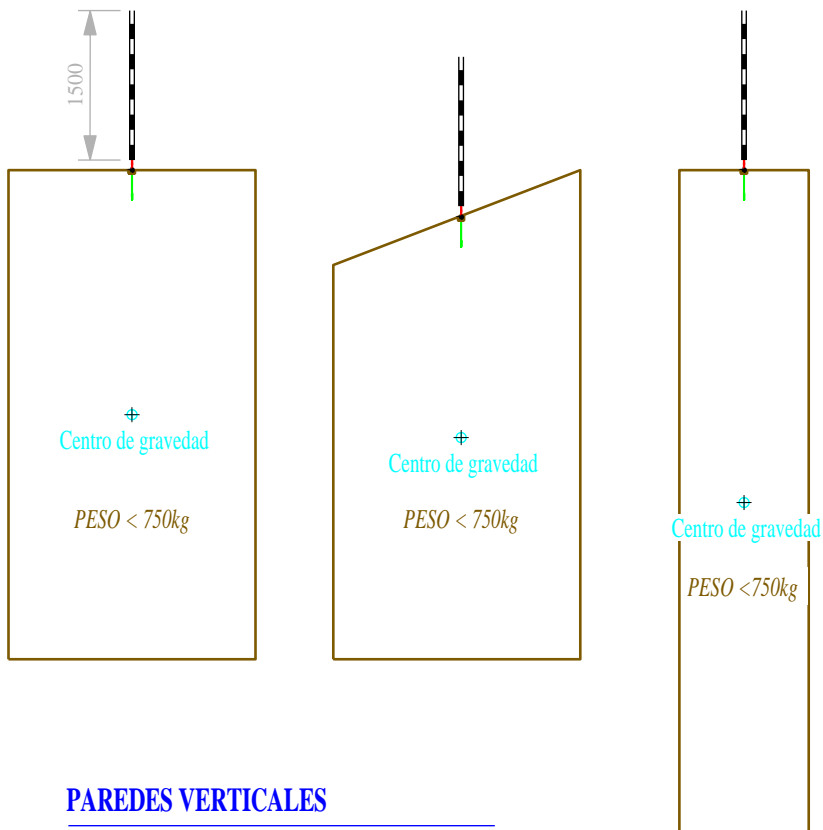 1500
Centro de gravedad
PESO < 750kg
Centro de gravedad
PESO < 750kg
Centro de gravedad
PESO <750kg
PAREDES VERTICALES